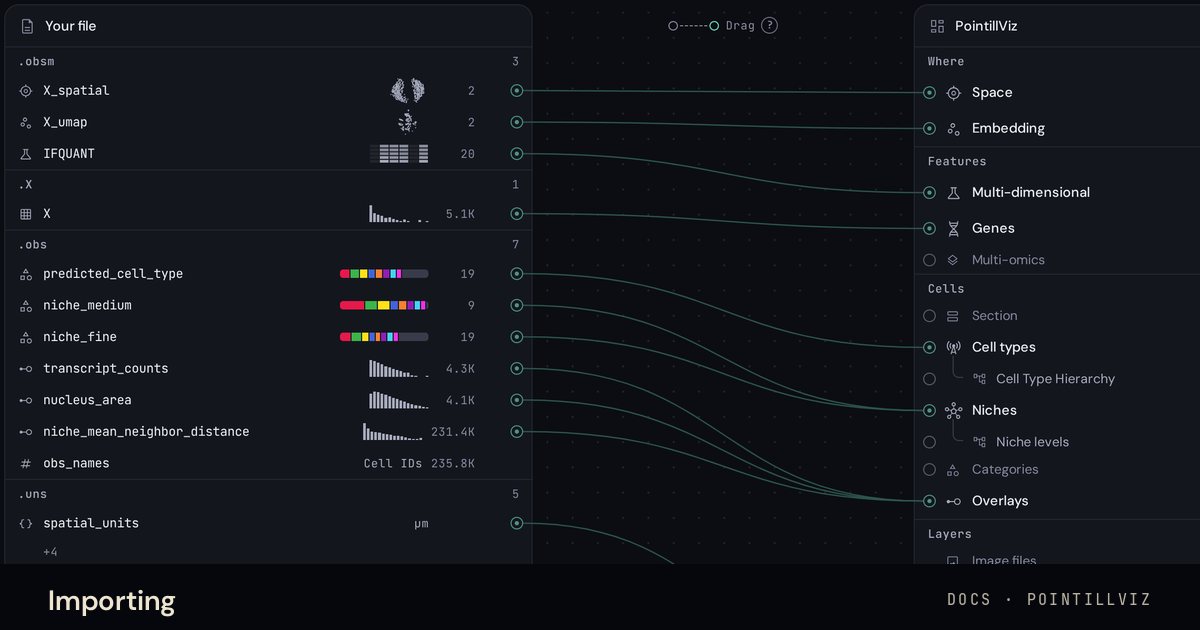 Your file
.obsm 3
X_spatial 2
X_umap 2
IFQUANT 20
.X 1
X 5.1K
.obs 7
predicted_cell_type 19
niche_medium 9
niche_fine 19
transcript_counts 4.3K
nucleus_area 4.1K
niche_mean_neighbor_distance 231.4K
# obs_names Cell IDs 235.8K
.uns 5
{} spatial_units µm
+4
Drag ?
PointillViz
Where
Space
Embedding
Features
Multi-dimensional
Genes
Multi-omics
Cells
Section
Cell types
Cell Type Hierarchy
Niches
Niche levels
Categories
Overlays
Layers
Image files
Importing
DOCS · POINTILLVIZ